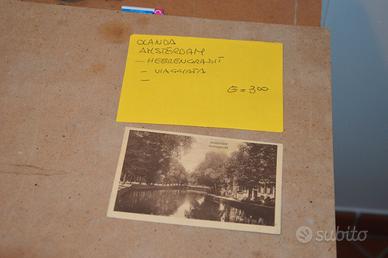 OLANDA
AMSTERDAM
- HEERENGRACHT
- VIAGGIATA
-
€ = 3,00
subito